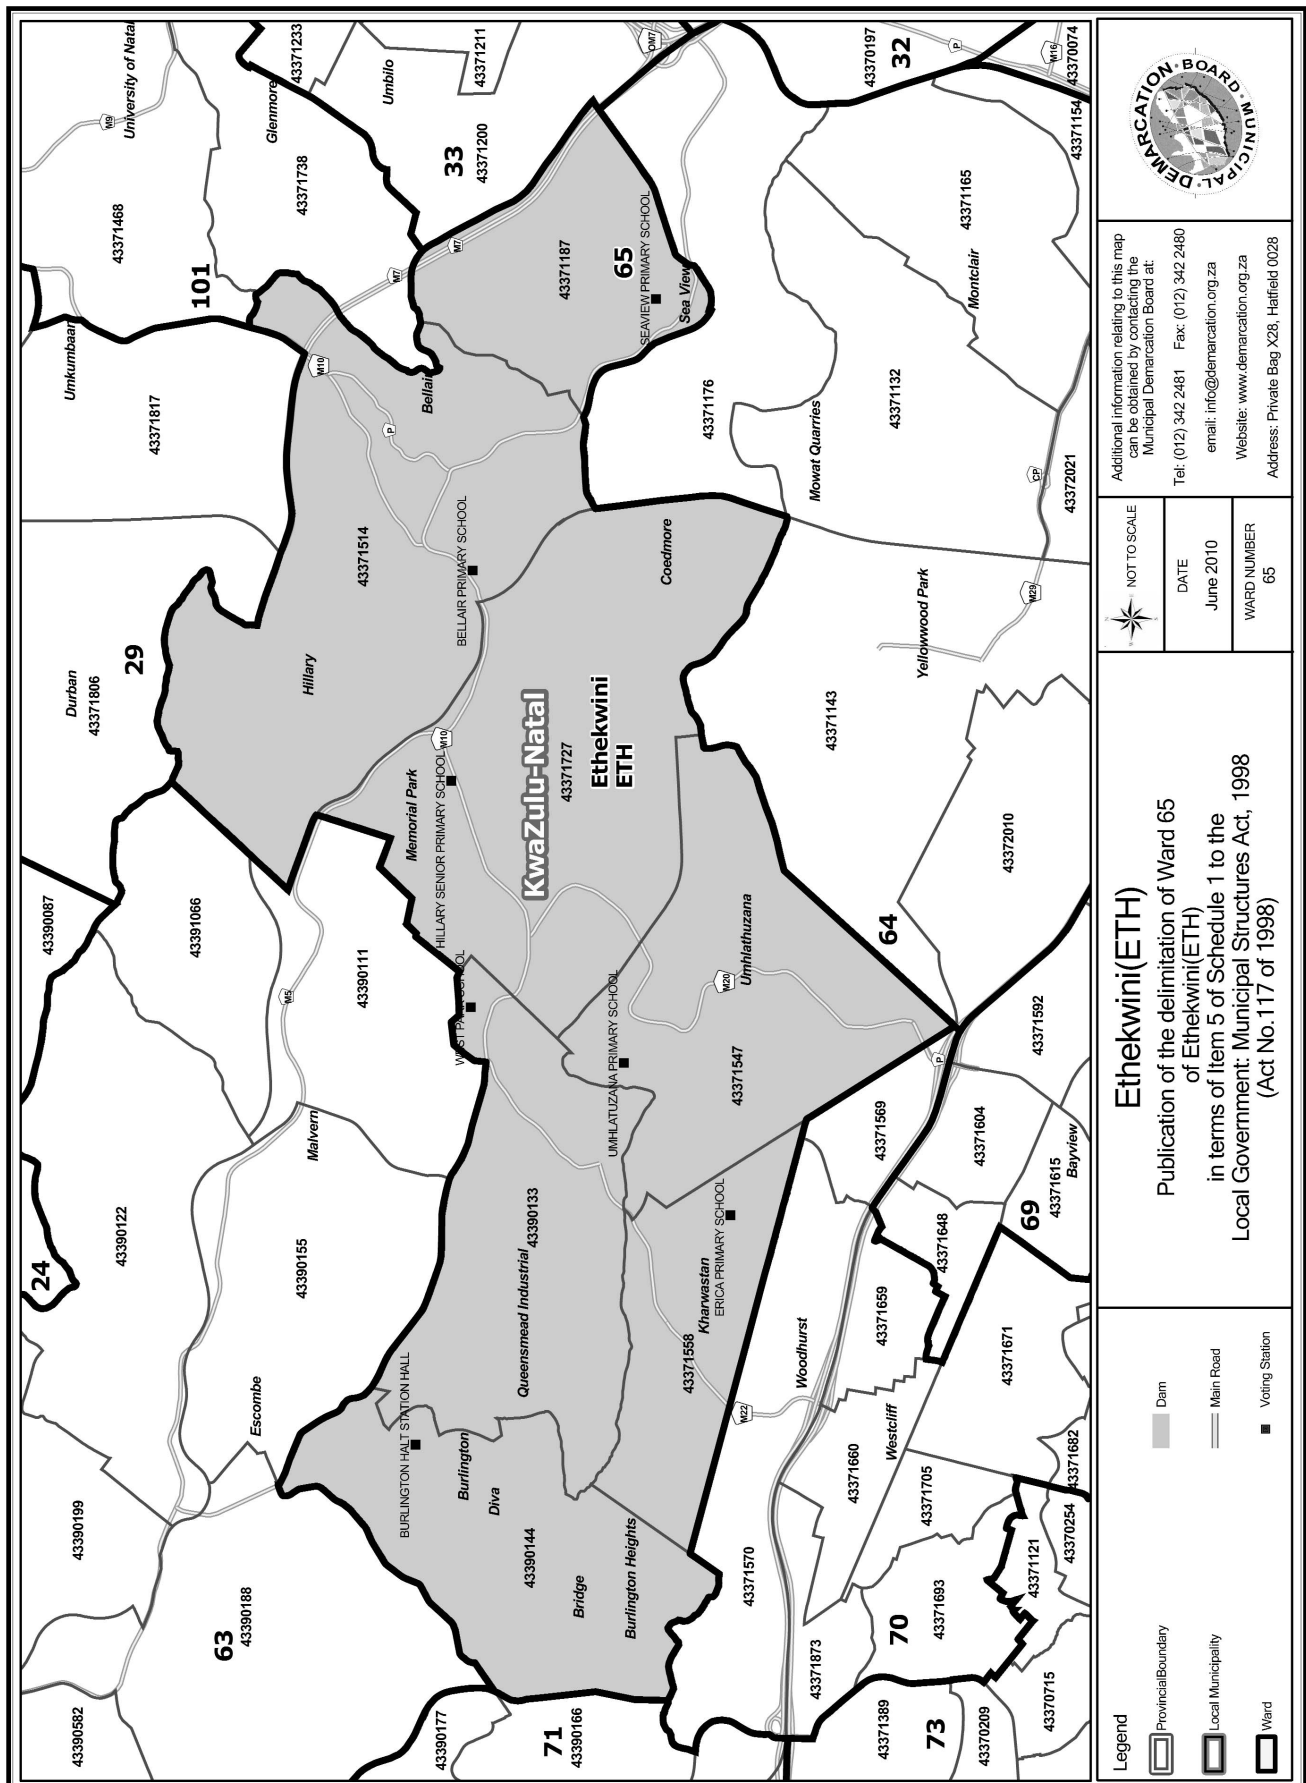 University of Natal
43371233
Glenmore
Umbilo
43371211
OM7
43370197
32
P
M16
43370074
M9
43371468
43371738
33
43371200
43371154
101
M7
M7
43371187
65
SEAVIEW PRIMARY SCHOOL
Sea View
43371165
Montclair
Umkumbaan
43371817
M10
P
Bellair
43371176
43371132
Mowat Quarries
CP
43372021
43371514
BELLAIR PRIMARY SCHOOL
Coedmore
Yellowwood Park
M29
Durban
43371806
29
Hillary
M10
KwaZulu-Natal
43371727
Ethekwini
ETH
43371143
Memorial Park
HILLARY SENIOR PRIMARY SCHOOL
43372010
43390087
43391066
43390111
M5
WEST PARK SCHOOL
UMHLATUZANA PRIMARY SCHOOL
M20
Umhlathuzana
64
43371547
P
43371592
43371569
43371604
43371615
Bayview
69
43371648
Malvern
24
43390122
43390155
Queensmead Industrial
43390133
Kharwastan
ERICA PRIMARY SCHOOL
43371558
M22
Woodhurst
43371659
43371671
Escombe
BURLINGTON HALT STATION HALL
Burlington
Diva
43390144
Bridge
Burlington Heights
43371660
Westcliff
43371705
43371682
43370254
43371121
43371570
43371693
70
43390199
63
43390188
43371873
43390582
43390177
71
43390166
43371389
73
43370209
43370715
Legend
ProvincialBoundary
Local Municipality
Ward
Dam
Main Road
Voting Station
Ethekwini(ETH)
Publication of the delimitation of Ward 65
of Ethekwini(ETH)
in terms of Item 5 of Schedule 1 to the
Local Government: Municipal Structures Act, 1998
(Act No.117 of 1998)
N
S
NOT TO SCALE
DATE
June 2010
WARD NUMBER
65
Additional information relating to this map
can be obtained by contacting the
Municipal Demarcation Board at:
Tel: (012) 342 2481 Fax: (012) 342 2480
email: info@demarcation.org.za
Website: www.demarcation.org.za
Address: Private Bag X28, Hatfield 0028
DEMARCATION · BOARD · MUNICIPAL ·